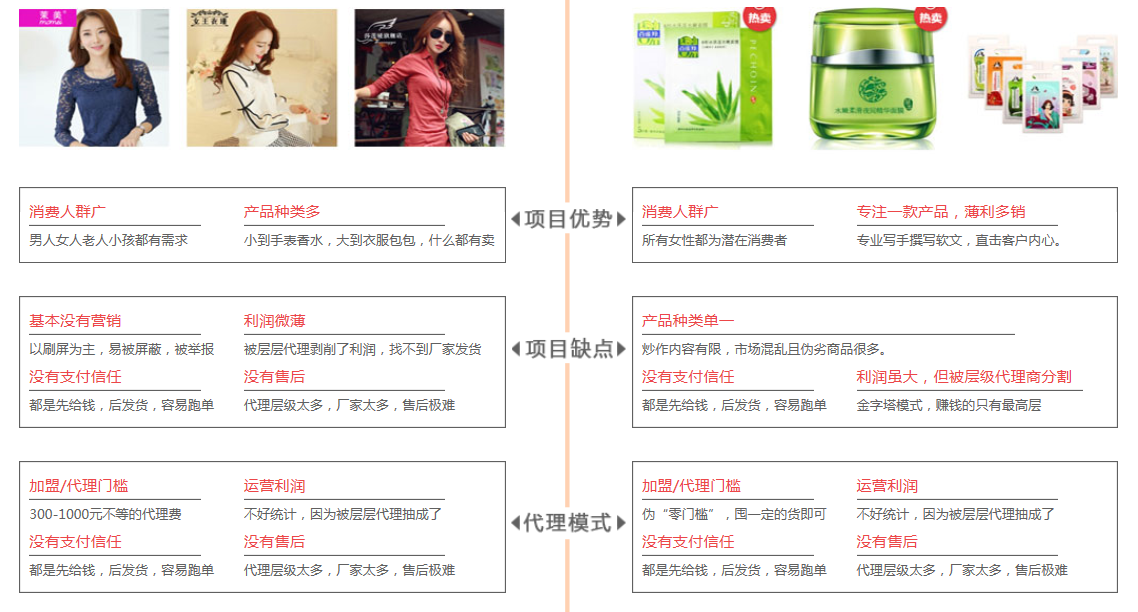 莱美
momai
女王衣橱
热卖
热卖
百雀羚
百雀羚
PECHOIN
水嫩柔滑夜间精华面膜
项目优势
消费人群广
产品种类多
男人女人老人小孩都有需求
小到手表香水，大到衣服包包，什么都有卖
消费人群广
专注一款产品，薄利多销
所有女性都为潜在消费者
专业写手撰写软文，直击客户内心。
项目缺点
基本没有营销
利润微薄
以刷屏为主，易被屏蔽，被举报
被层层代理剥削了利润，找不到厂家发货
没有支付信任
没有售后
都是先给钱，后发货，容易跑单
代理层级太多，厂家太多，售后极难
产品种类单一
炒作内容有限，市场混乱且伪劣商品很多。
没有支付信任
利润虽大，但被层级代理商分割
都是先给钱，后发货，容易跑单
金字塔模式，赚钱的只有最高层
代理模式
加盟/代理门槛
运营利润
300-1000元不等的代理费
不好统计，因为被层层代理抽成了
没有支付信任
没有售后
都是先给钱，后发货，容易跑单
代理层级太多，厂家太多，售后极难
加盟/代理门槛
运营利润
伪“零门槛”，囤一定的货即可
不好统计，因为被层层代理抽成了
没有支付信任
没有售后
都是先给钱，后发货，容易跑单
代理层级太多，厂家太多，售后极难